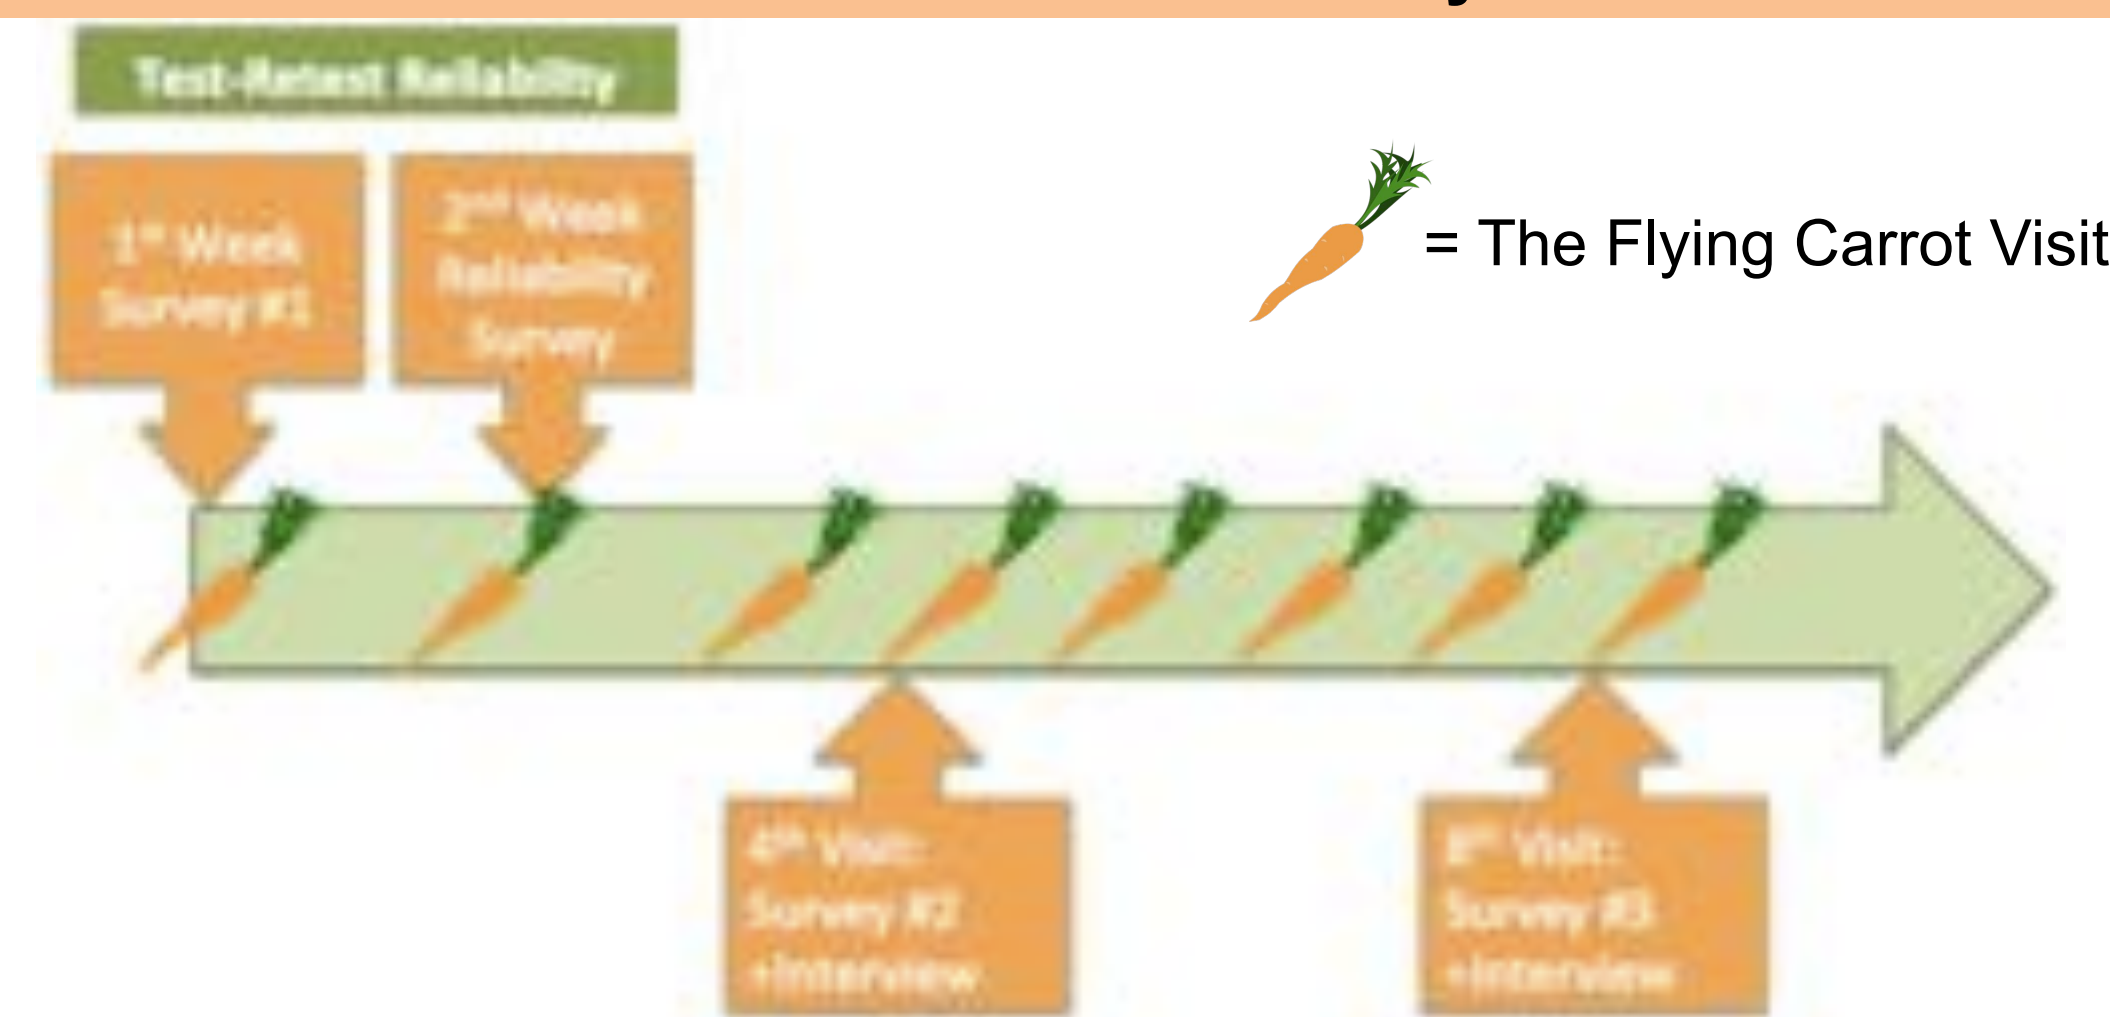 Test-Retest Reliability
1st Week
Survey #1
2nd Week
Reliability
Survey
= The Flying Carrot Visit
4th Visit:
Survey #2
+Interview
8th Visit:
Survey #3
+Interview